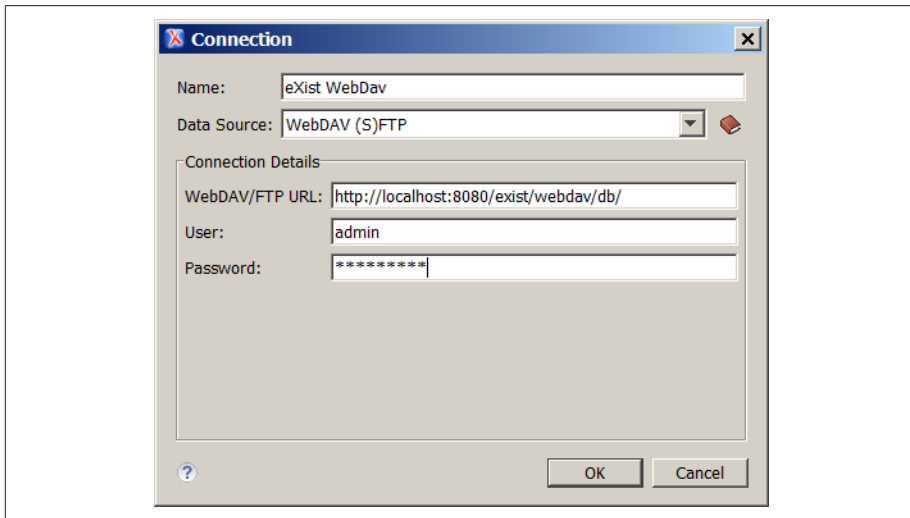 Connection
Name: eXist WebDav
Data Source: WebDAV (S)FTP
Connection Details
WebDAV/FTP URL: http://localhost:8080/exist/webdav/db/
User: admin
Password: *********
? OK Cancel